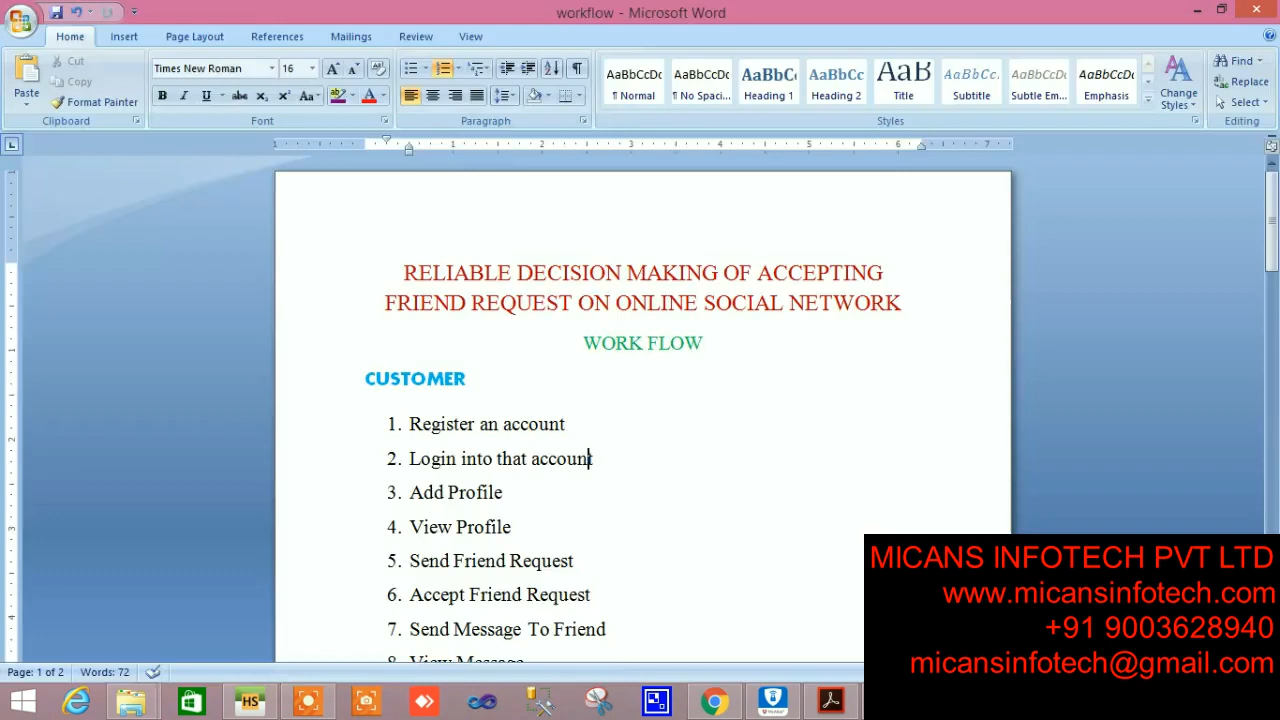 workflow - Microsoft Word
Home Insert Page Layout References Mailings Review View
Paste
Cut
Copy
Format Painter
Clipboard
Times New Roman 16
Font
Paragraph
AaBbCcDc AaBbCcDc AaBbCc AaBbCc AaB AaBbCc. AaBbCcDc AaBbCcDc
¶ Normal ¶ No Spaci... Heading 1 Heading 2 Title Subtitle Subtle Em... Emphasis
Change Styles
Styles
Find
Replace
Select
Editing
RELIABLE DECISION MAKING OF ACCEPTING
FRIEND REQUEST ON ONLINE SOCIAL NETWORK
WORK FLOW
CUSTOMER
1. Register an account
2. Login into that account
3. Add Profile
4. View Profile
5. Send Friend Request
6. Accept Friend Request
7. Send Message To Friend
8. View Message
MICANS INFOTECH PVT LTD
www.micansinfotech.com
+91 9003628940
micansinfotech@gmail.com
Page: 1 of 2 Words: 72
HS